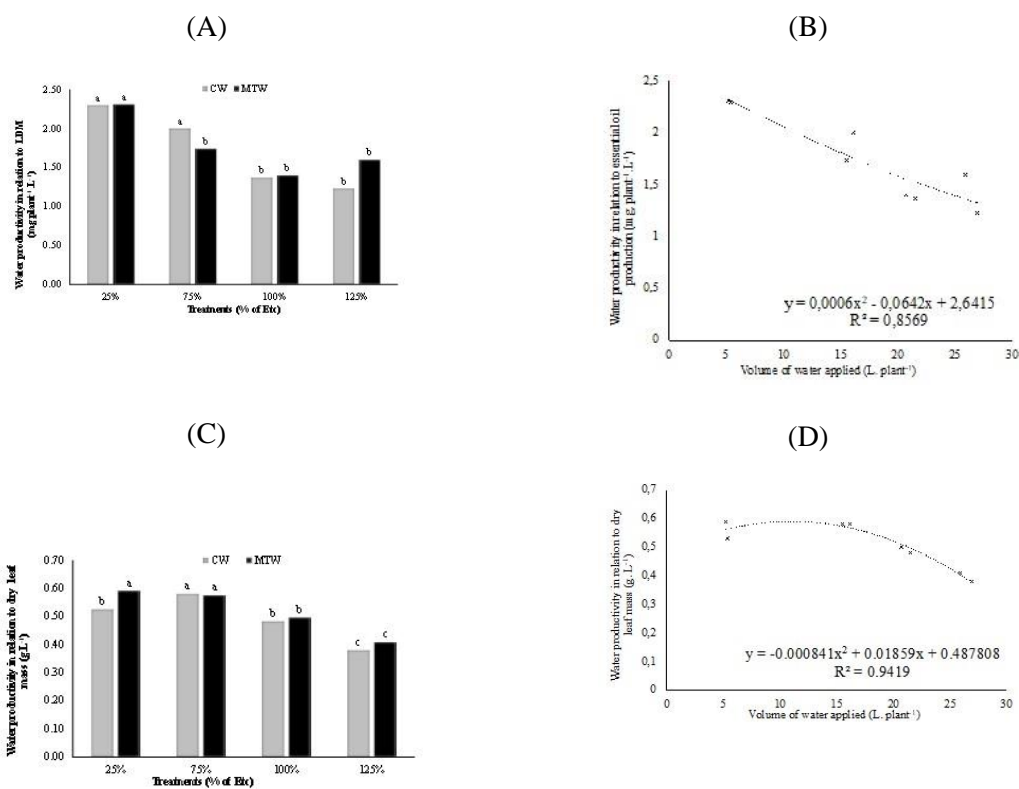 (A)
Water productivity in relation to LDM
(mg plant⁻¹ L⁻¹)
CW MTW
2.50
2.00
1.50
1.00
0.50
0.00
a a
a b
b b
b b
25% 75% 100% 125%
Treatments (% of Etc)
(B)
Water productivity in relation to essential oil
production (mg. plant⁻¹.L⁻¹)
2,5
2
1,5
1
0,5
0
y = 0,0006x² - 0,0642x + 2,6415
R² = 0,8569
0 5 10 15 20 25 30
Volume of water applied (L. plant⁻¹)
(C)
Water productivity in relation to dry leaf
mass (g.L⁻¹)
CW MTW
0.70
0.60
0.50
0.40
0.30
0.20
0.10
0.00
b a
a a
b b
c c
25% 75% 100% 125%
Treatments (% of Etc)
(D)
Water productivity in relation to dry
leaf mass (g. L⁻¹)
0,7
0,6
0,5
0,4
0,3
0,2
0,1
0
y = -0.000841x² + 0.01859x + 0.487808
R² = 0.9419
0 5 10 15 20 25 30
Volume of water applied (L. plant⁻¹)